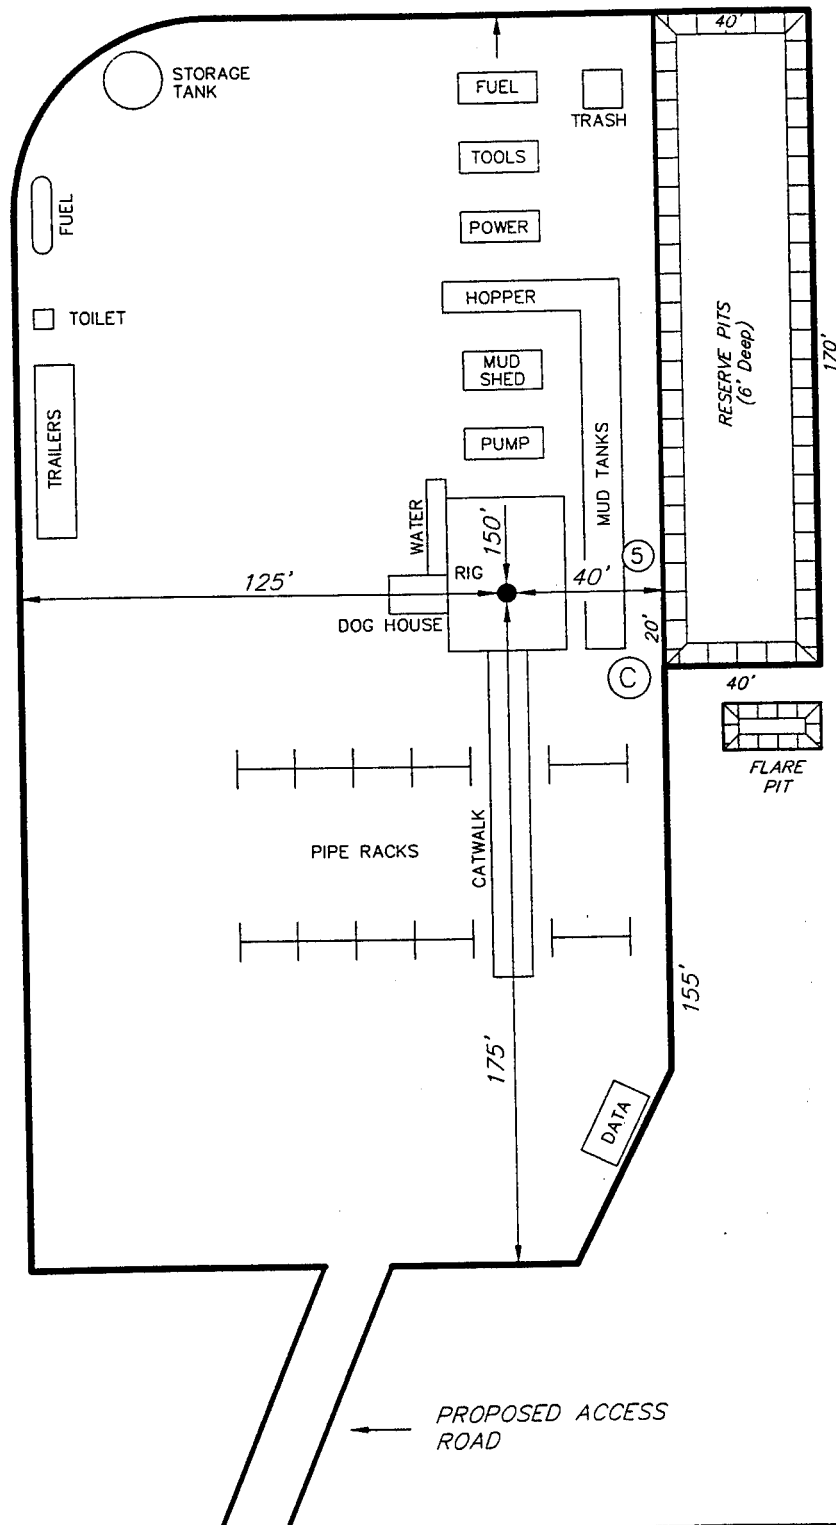 40'
STORAGE
TANK
FUEL
TRASH
FUEL
TOOLS
POWER
TOILET
HOPPER
RESERVE PITS
(6' Deep)
170'
MUD
SHED
TRAILERS
PUMP
MUD TANKS
WATER
150'
5
RIG
125'
40'
DOG HOUSE
20'
C
40'
FLARE
PIT
PIPE RACKS
CATWALK
155'
175'
DATA
PROPOSED ACCESS
ROAD